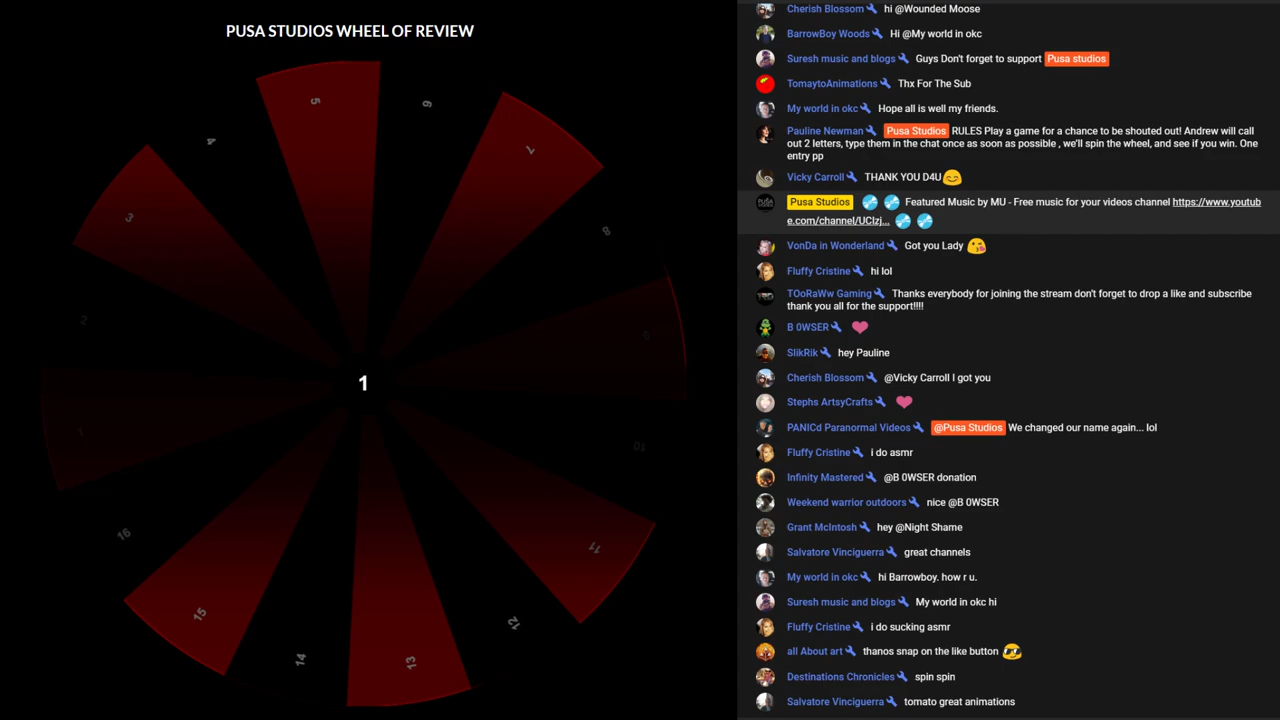 PUSA STUDIOS WHEEL OF REVIEW
5
6
7
4
3
8
2
9
1
1
10
16
11
15
12
14
13
Cherish Blossom hi @Wounded Moose
BarrowBoy Woods Hi @My world in okc
Suresh music and blogs Guys Don't forget to support Pusa studios
TomaytoAnimations Thx For The Sub
My world in okc Hope all is well my friends.
Pauline Newman Pusa Studios RULES Play a game for a chance to be shouted out! Andrew will call
out 2 letters, type them in the chat once as soon as possible , we'll spin the wheel, and see if you win. One
entry pp
Vicky Carroll THANK YOU D4U😊
Pusa Studios Featured Music by MU - Free music for your videos channel https://www.youtub
e.com/channel/UCIzj...
VonDa in Wonderland Got you Lady 😘
Fluffy Cristine hi lol
TOoRaWw Gaming Thanks everybody for joining the stream don't forget to drop a like and subscribe
thank you all for the support!!!!
B 0WSER
SlikRik hey Pauline
Cherish Blossom @Vicky Carroll I got you
Stephs ArtsyCrafts
PANICd Paranormal Videos @Pusa Studios We changed our name again... lol
Fluffy Cristine i do asmr
Infinity Mastered @B 0WSER donation
Weekend warrior outdoors nice @B 0WSER
Grant McIntosh hey @Night Shame
Salvatore Vinciguerra great channels
My world in okc hi Barrowboy. how r u.
Suresh music and blogs My world in okc hi
Fluffy Cristine i do sucking asmr
all About art thanos snap on the like button 😎
Destinations Chronicles spin spin
Salvatore Vinciguerra tomato great animations